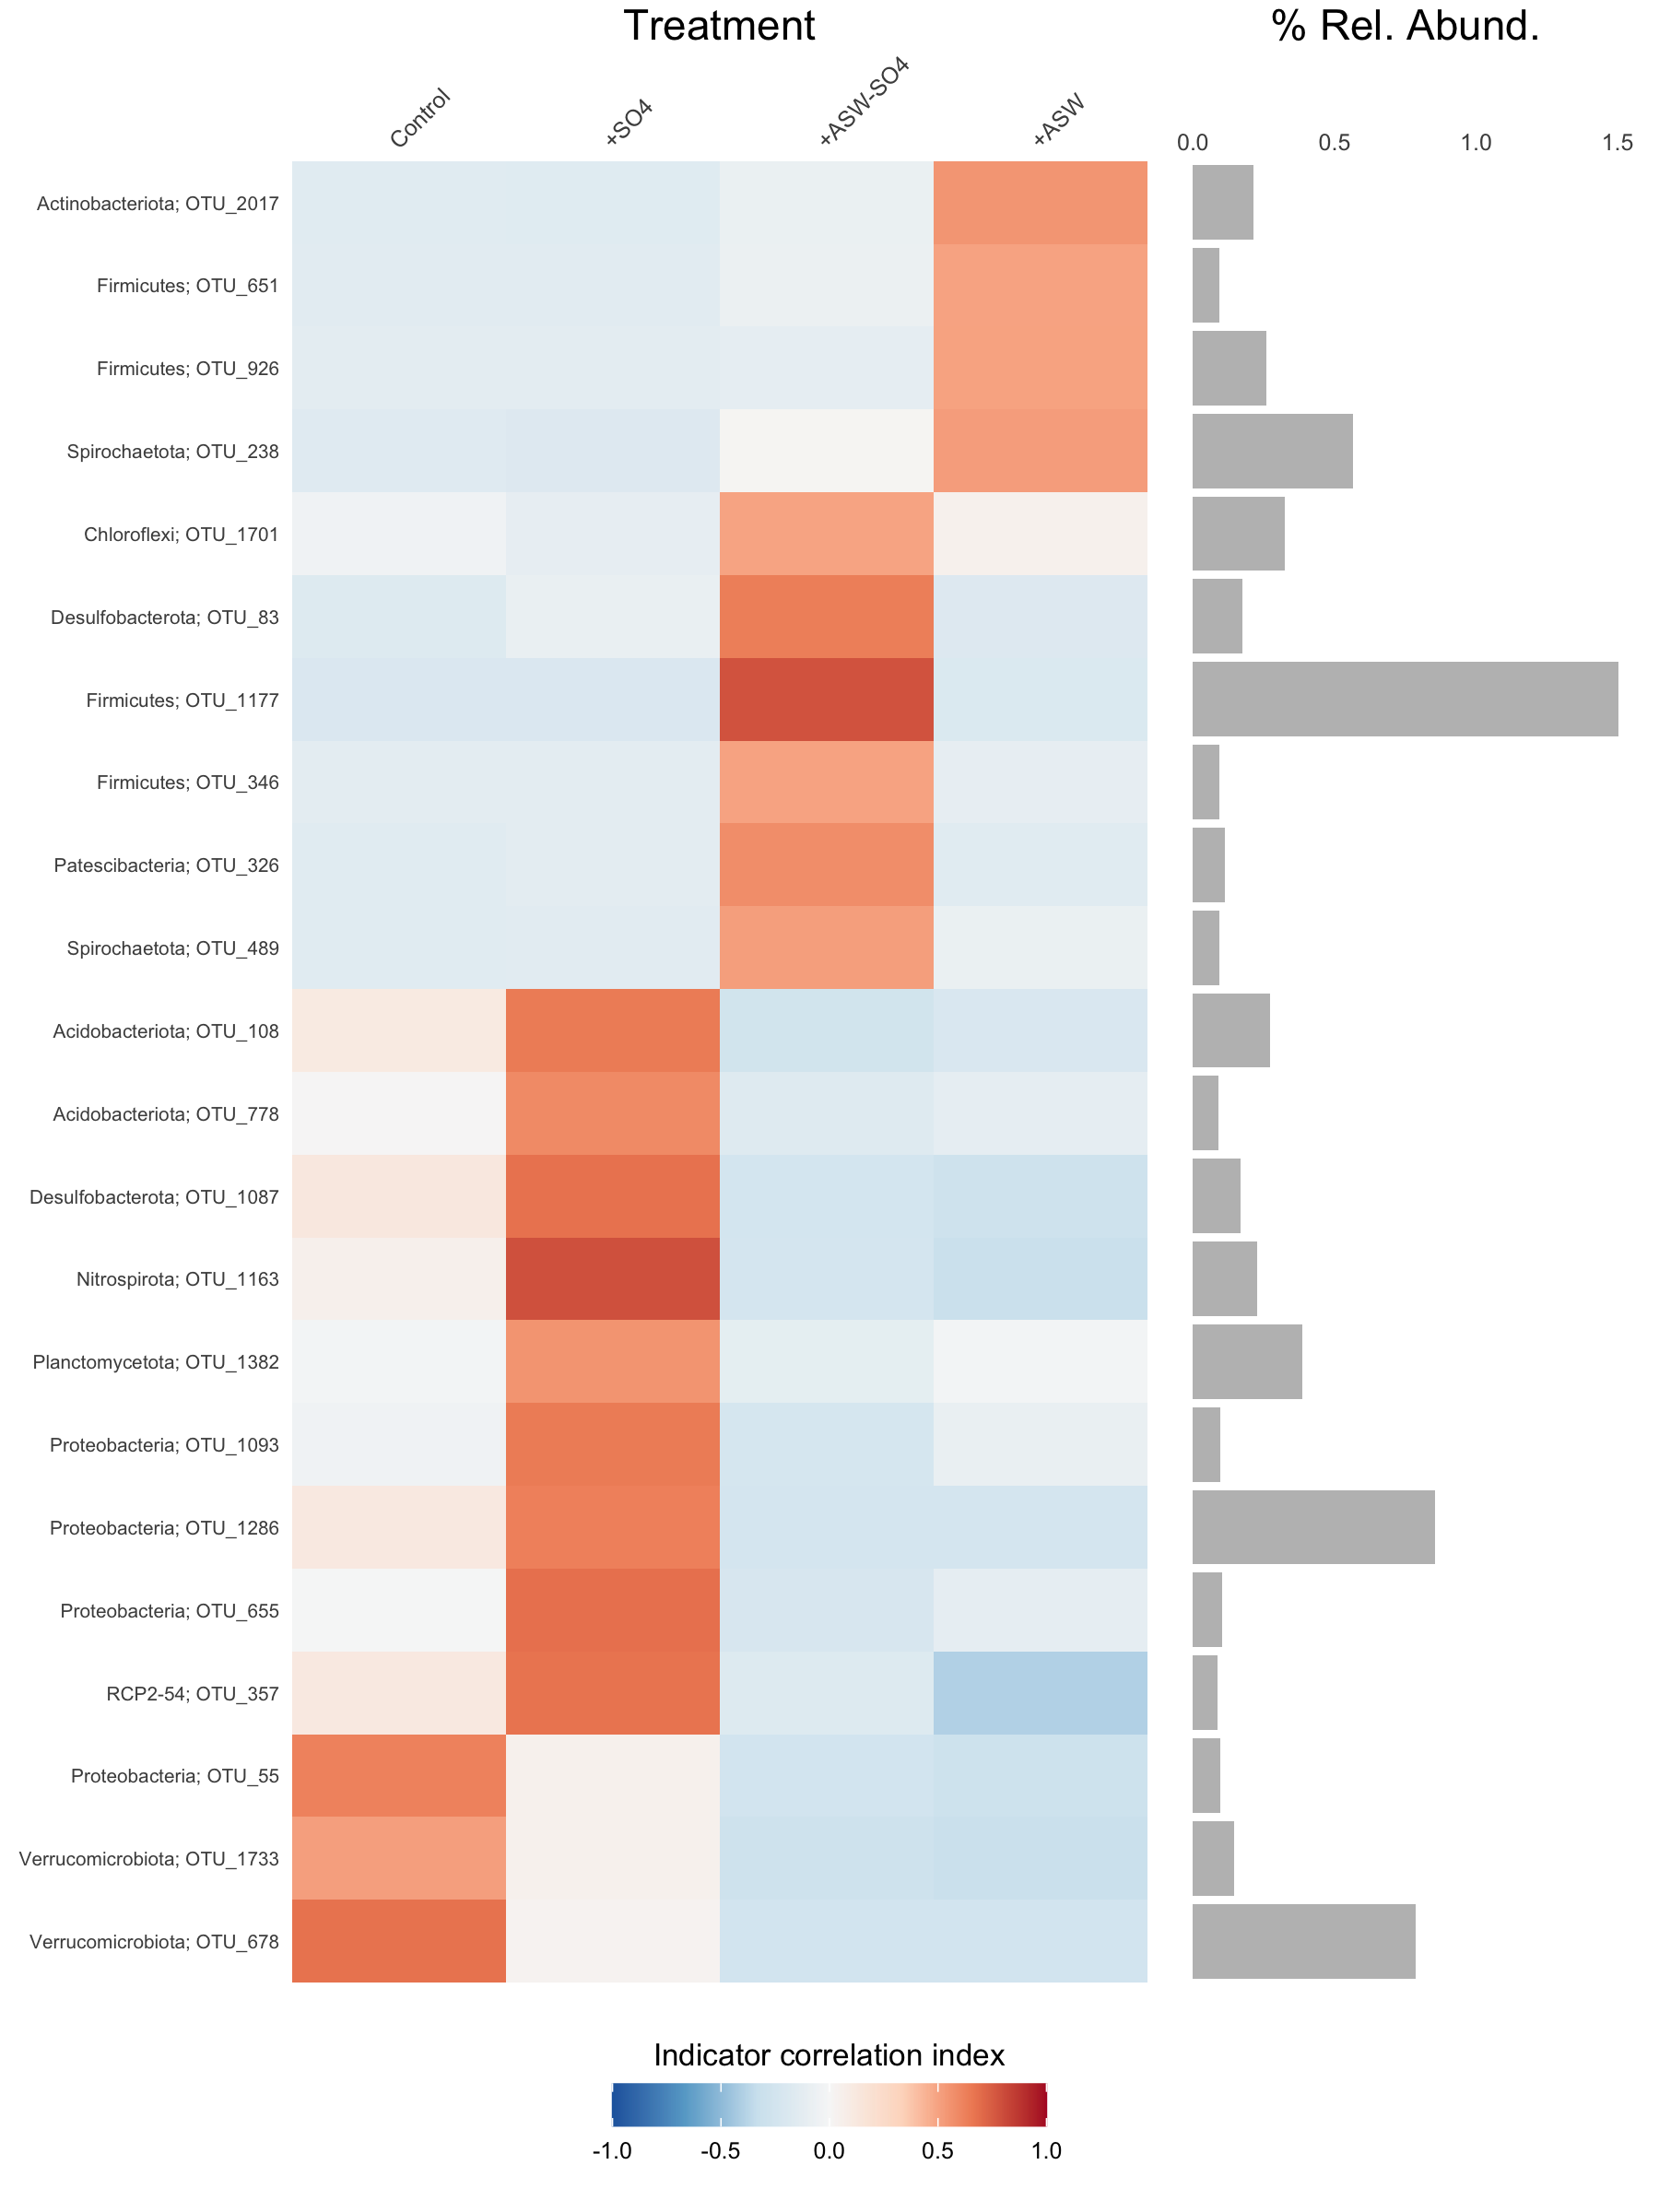 Treatment
% Rel. Abund.
Control
+SO4
+ASW-SO4
+ASW
0.0
0.5
1.0
1.5
Actinobacteriota; OTU_2017
Firmicutes; OTU_651
Firmicutes; OTU_926
Spirochaetota; OTU_238
Chloroflexi; OTU_1701
Desulfobacterota; OTU_83
Firmicutes; OTU_1177
Firmicutes; OTU_346
Patescibacteria; OTU_326
Spirochaetota; OTU_489
Acidobacteriota; OTU_108
Acidobacteriota; OTU_778
Desulfobacterota; OTU_1087
Nitrospirota; OTU_1163
Planctomycetota; OTU_1382
Proteobacteria; OTU_1093
Proteobacteria; OTU_1286
Proteobacteria; OTU_655
RCP2-54; OTU_357
Proteobacteria; OTU_55
Verrucomicrobiota; OTU_1733
Verrucomicrobiota; OTU_678
Indicator correlation index
-1.0
-0.5
0.0
0.5
1.0